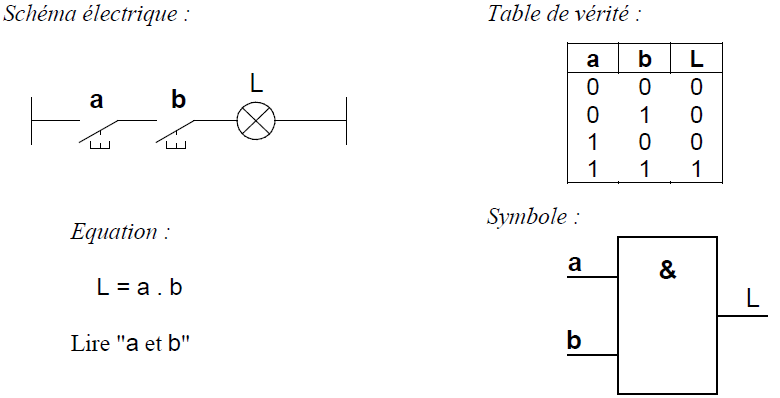 Schéma électrique :
a b L
Equation :
L = a . b
Lire "a et b"
Table de vérité :
a b L
0 0 0
0 1 0
1 0 0
1 1 1
Symbole :
a
&
L
b